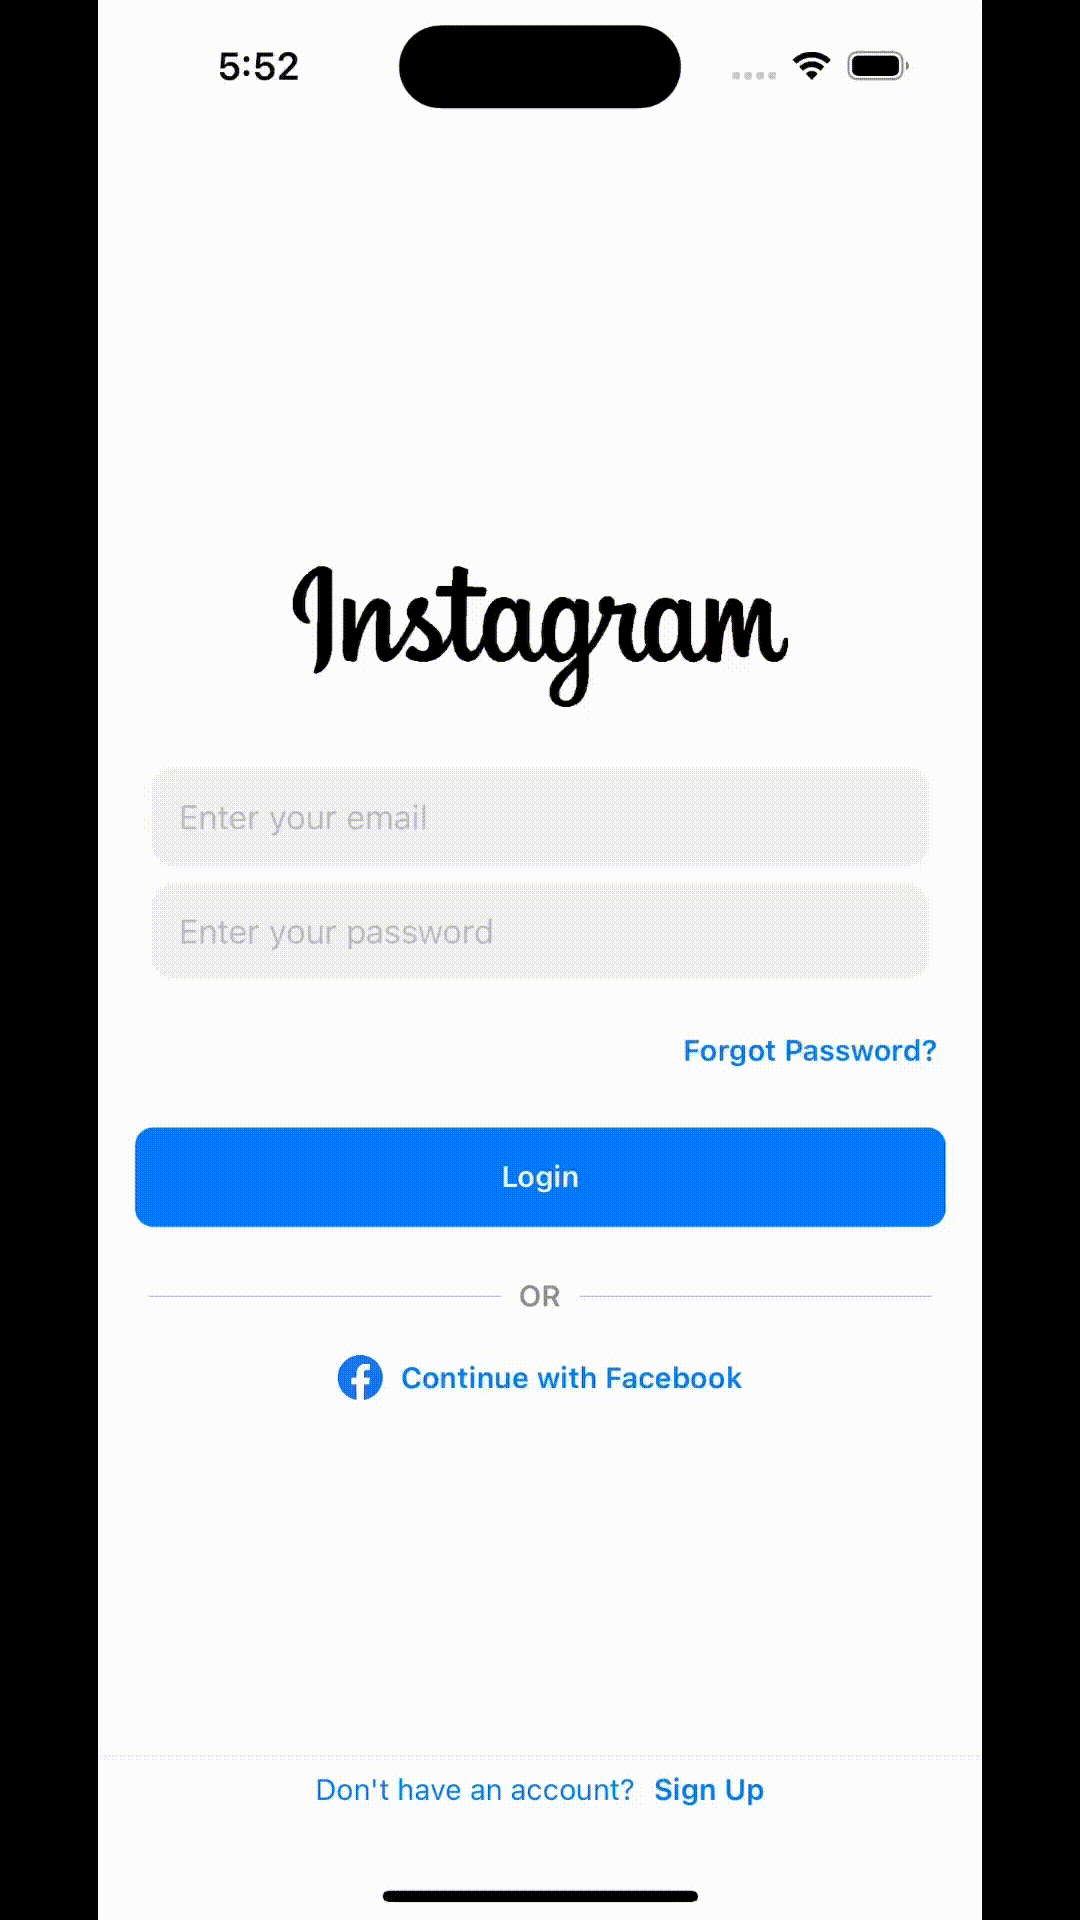 5:52
Instagram
Enter your email
Enter your password
Forgot Password?
Login
OR
Continue with Facebook
Don't have an account? Sign Up